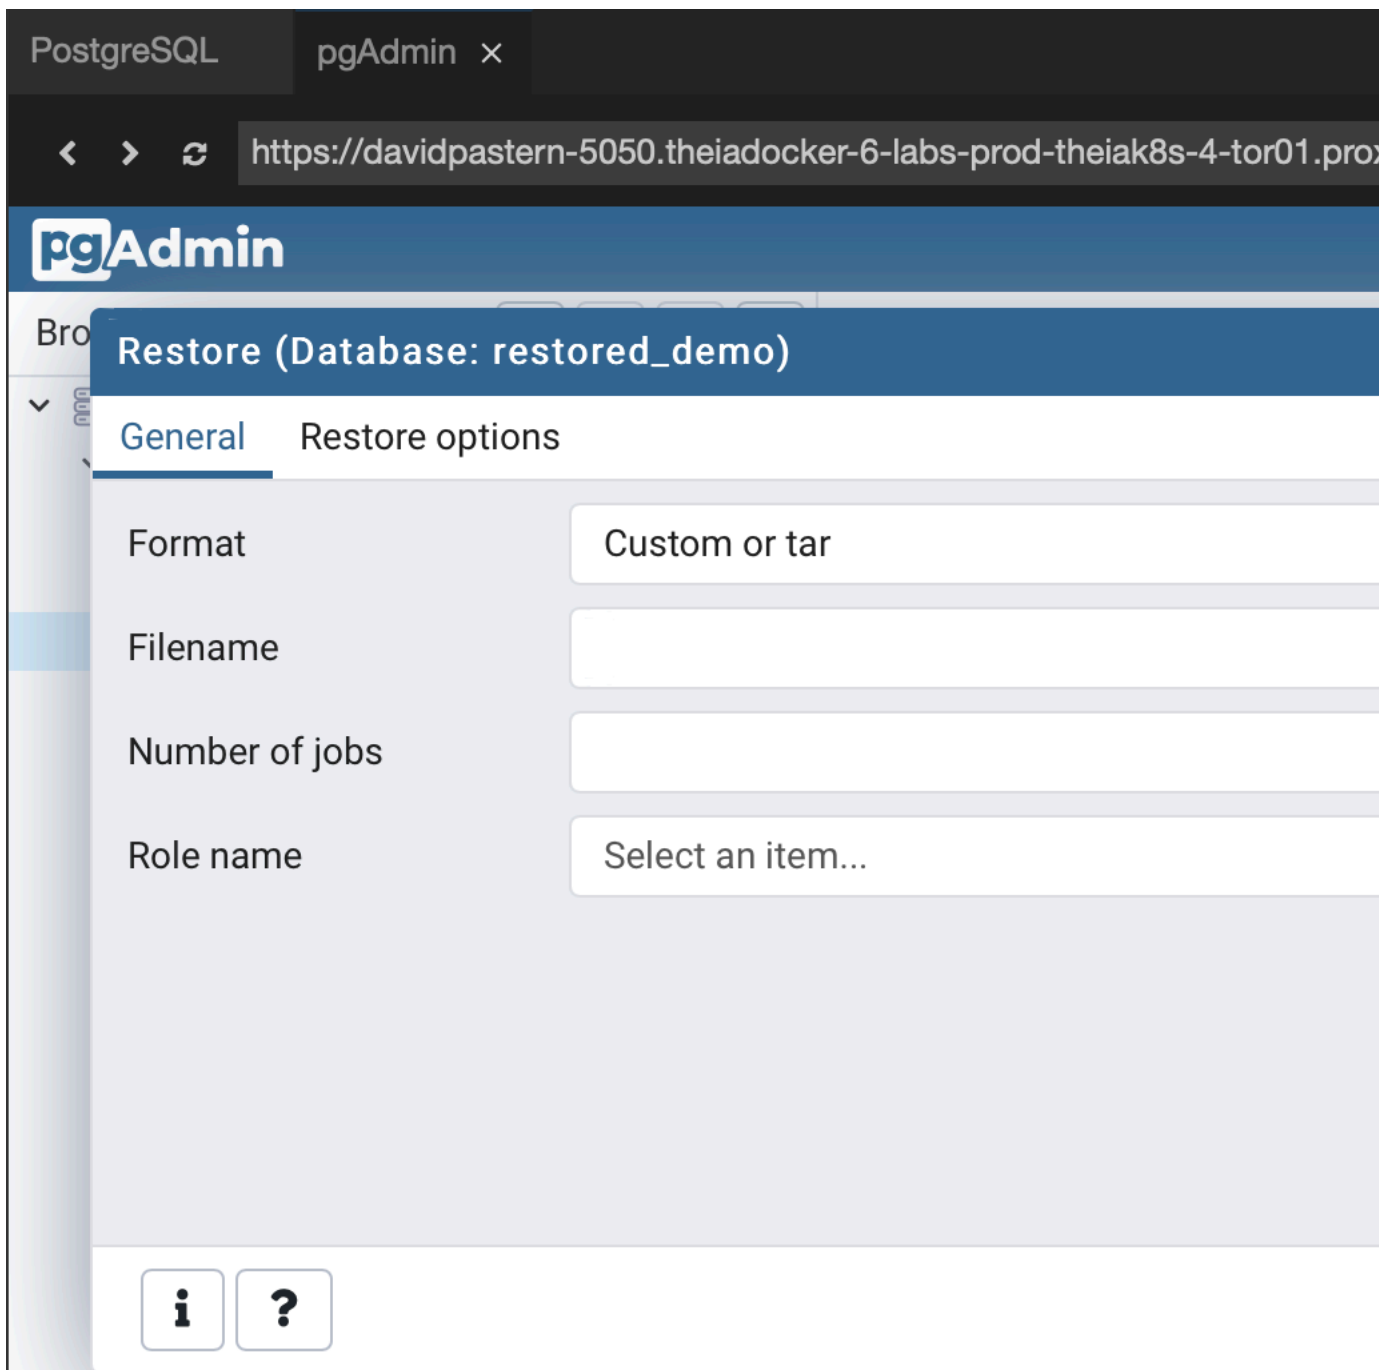 PostgreSQL pgAdmin ×
https://davidpastern-5050.theiadocker-6-labs-prod-theiak8s-4-tor01.prox
pgAdmin
Bro
Restore (Database: restored_demo)
General Restore options
Format Custom or tar
Filename
Number of jobs
Role name Select an item...
i ?